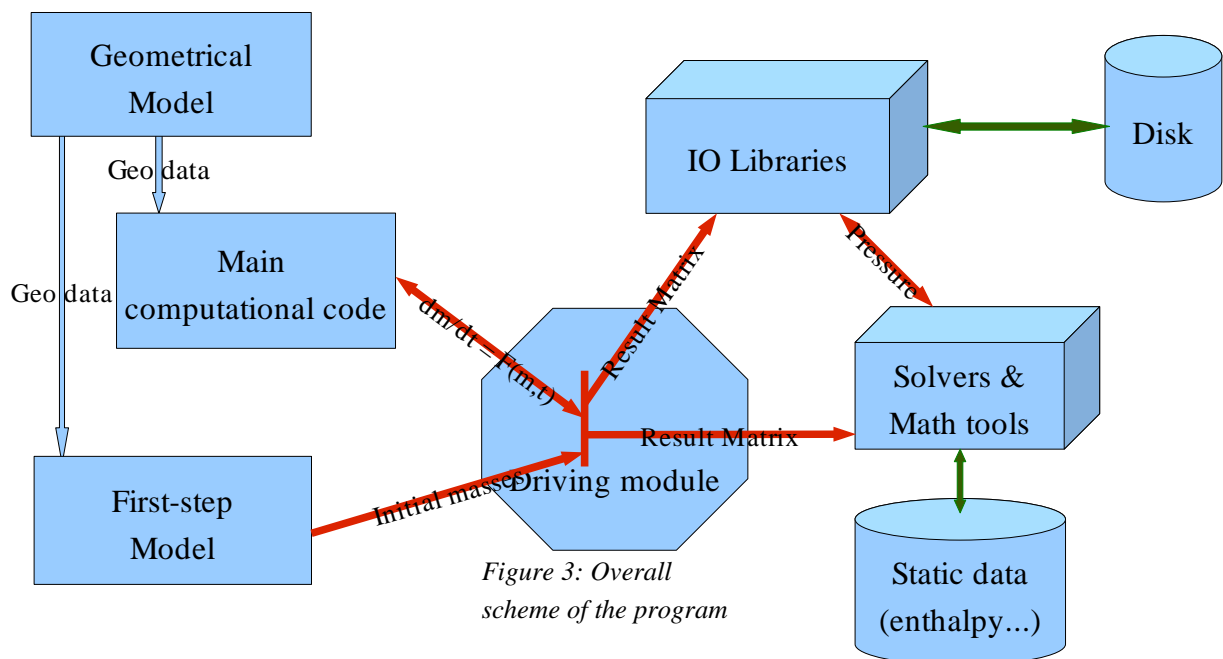 Geometrical
Model
Geo data
Geo data
Main
computational code
First-step
Model
Initial masses
dm/dt = F(m,t)
Driving module
Result Matrix
Result Matrix
IO Libraries
Disk
Pressure
Solvers &
Math tools
Static data
(enthalpy...)
Figure 3: Overall
scheme of the program